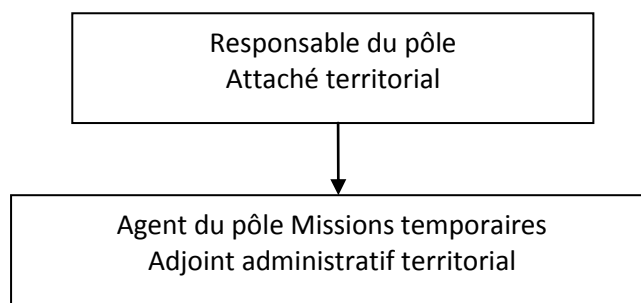 Responsable du pôle
Attaché territorial
Agent du pôle Missions temporaires
Adjoint administratif territorial